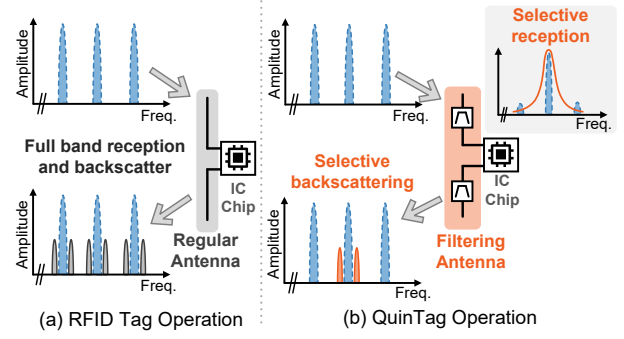 (a)
Amplitude
Freq.
Full band reception
and backscatter
IC
Chip
Regular
Antenna
Amplitude
Freq.
(a) RFID Tag Operation
(b)
Amplitude
Freq.
Selective
reception
Freq.
Selective
backscattering
IC
Chip
Filtering
Antenna
Amplitude
Freq.
(b) QuinTag Operation